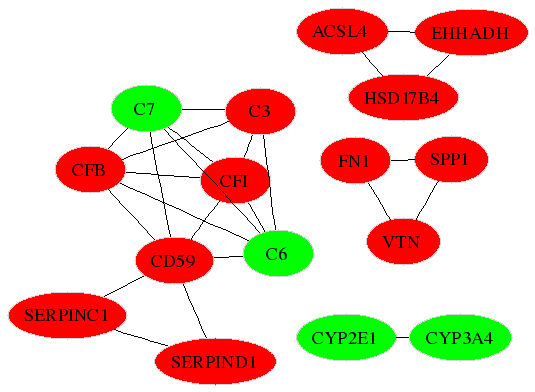 ACSL4
EHHADH
HSD17B4
C7
C3
CFB
CFI
FN1
SPP1
VTN
CD59
C6
SERPINC1
SERPIND1
CYP2E1
CYP3A4